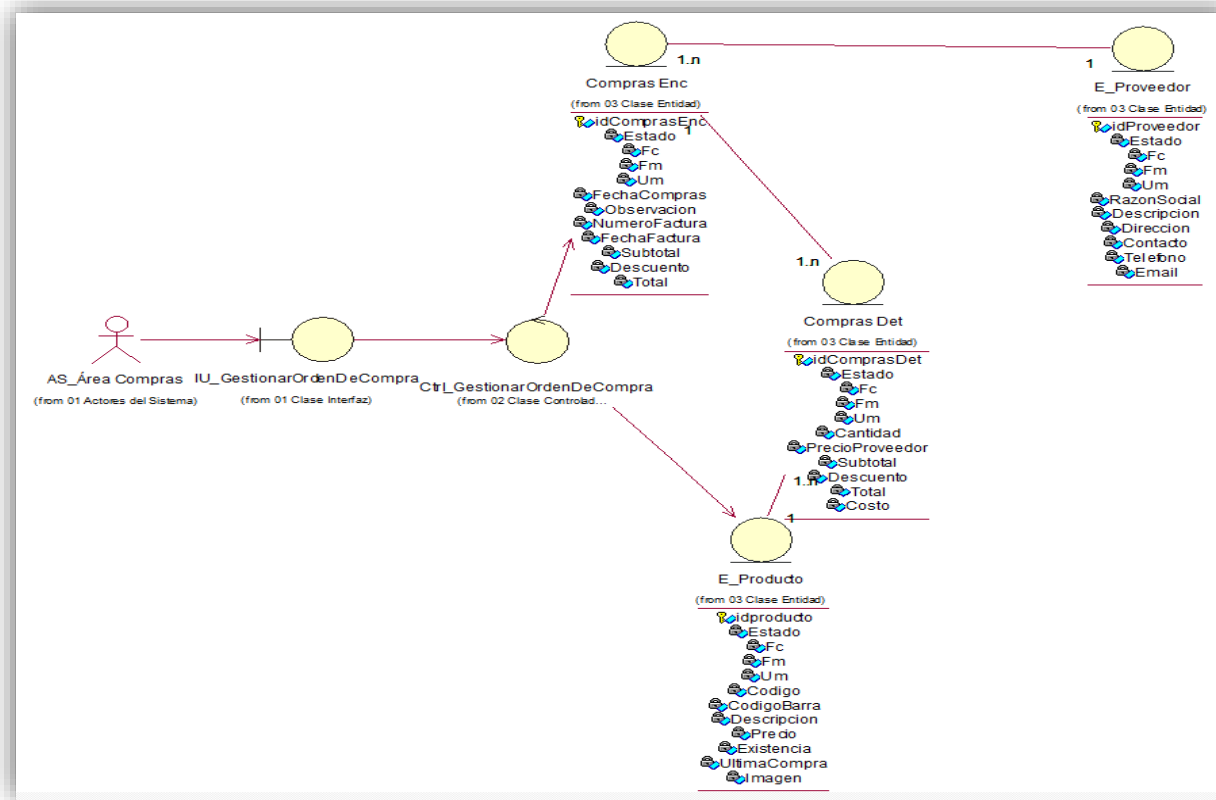 1.n
1
Compras Enc
(from 03 Clase Entidad)
idComprasEnc
1
Estado
Fc
Fm
Um
FechaCompras
Observacion
NumeroFactura
FechaFactura
Subtotal
Descuento
Total
E_Proveedor
(from 03 Clase Entidad)
idProveedor
Estado
Fc
Fm
Um
RazonSocial
Descripcion
Direccion
Contacto
Telefono
Email
1..n
Compras Det
(from 03 Clase Entidad)
idComprasDet
Estado
Fc
Fm
Um
Cantidad
PrecioProveedor
Subtotal
1..n
Descuento
Total
Costo
AS_Área Compras
(from 01 Actores del Sistema)
IU_GestionarOrdenDeCompra
(from 01 Clase Interfaz)
Ctrl_GestionarOrdenDeCompra
(from 02 Clase Controlad...
1
E_Producto
(from 03 Clase Entidad)
idproducto
Estado
Fc
Fm
Um
Codigo
CodigoBarra
Descripcion
Precio
Existencia
UltimaCompra
Imagen